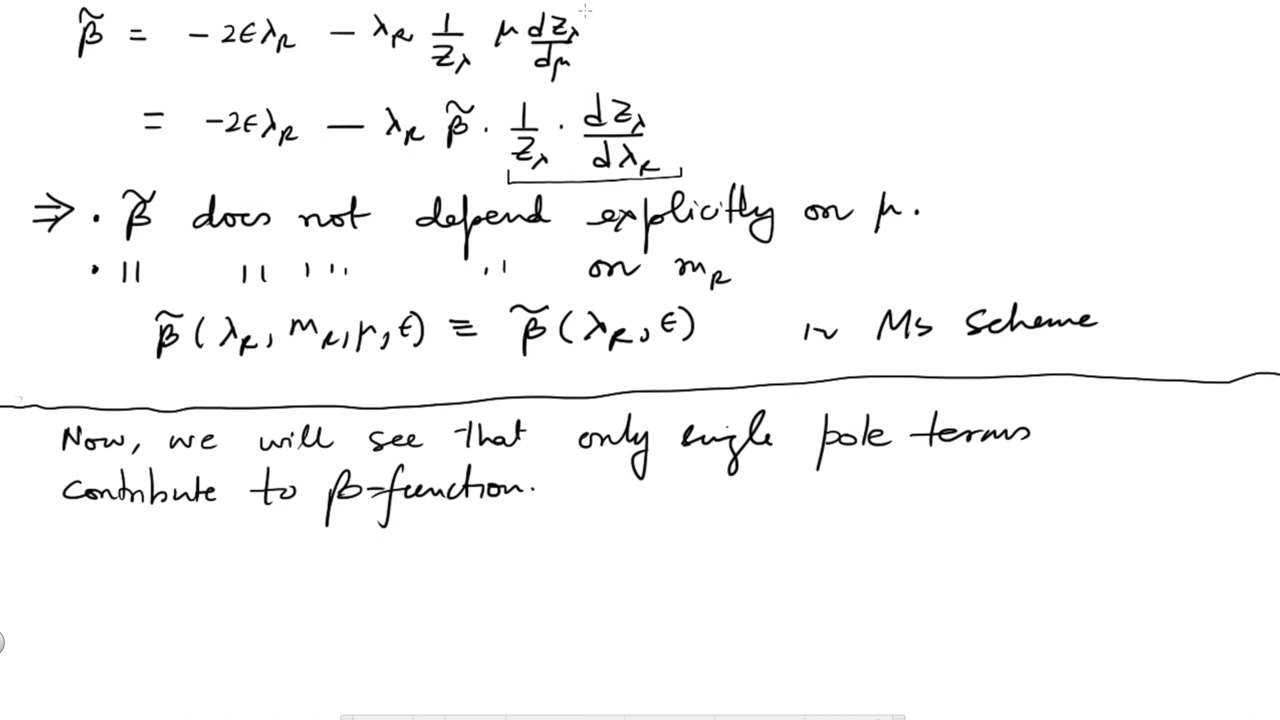 β̃ = - 2ϵλ_R - λ_R 1/Z_λ μ dZ_λ/dμ
= -2ϵλ_R - λ_R β̃ · 1/Z_λ · dZ_λ/dλ_R
⇒ · β̃ does not depend explicitly on μ.
· " " " " on m_R
β̃ (λ_R, m_R, μ, ϵ) ≡ β̃ (λ_R, ϵ) in MS scheme
Now, we will see that only single pole terms
contribute to β-function.